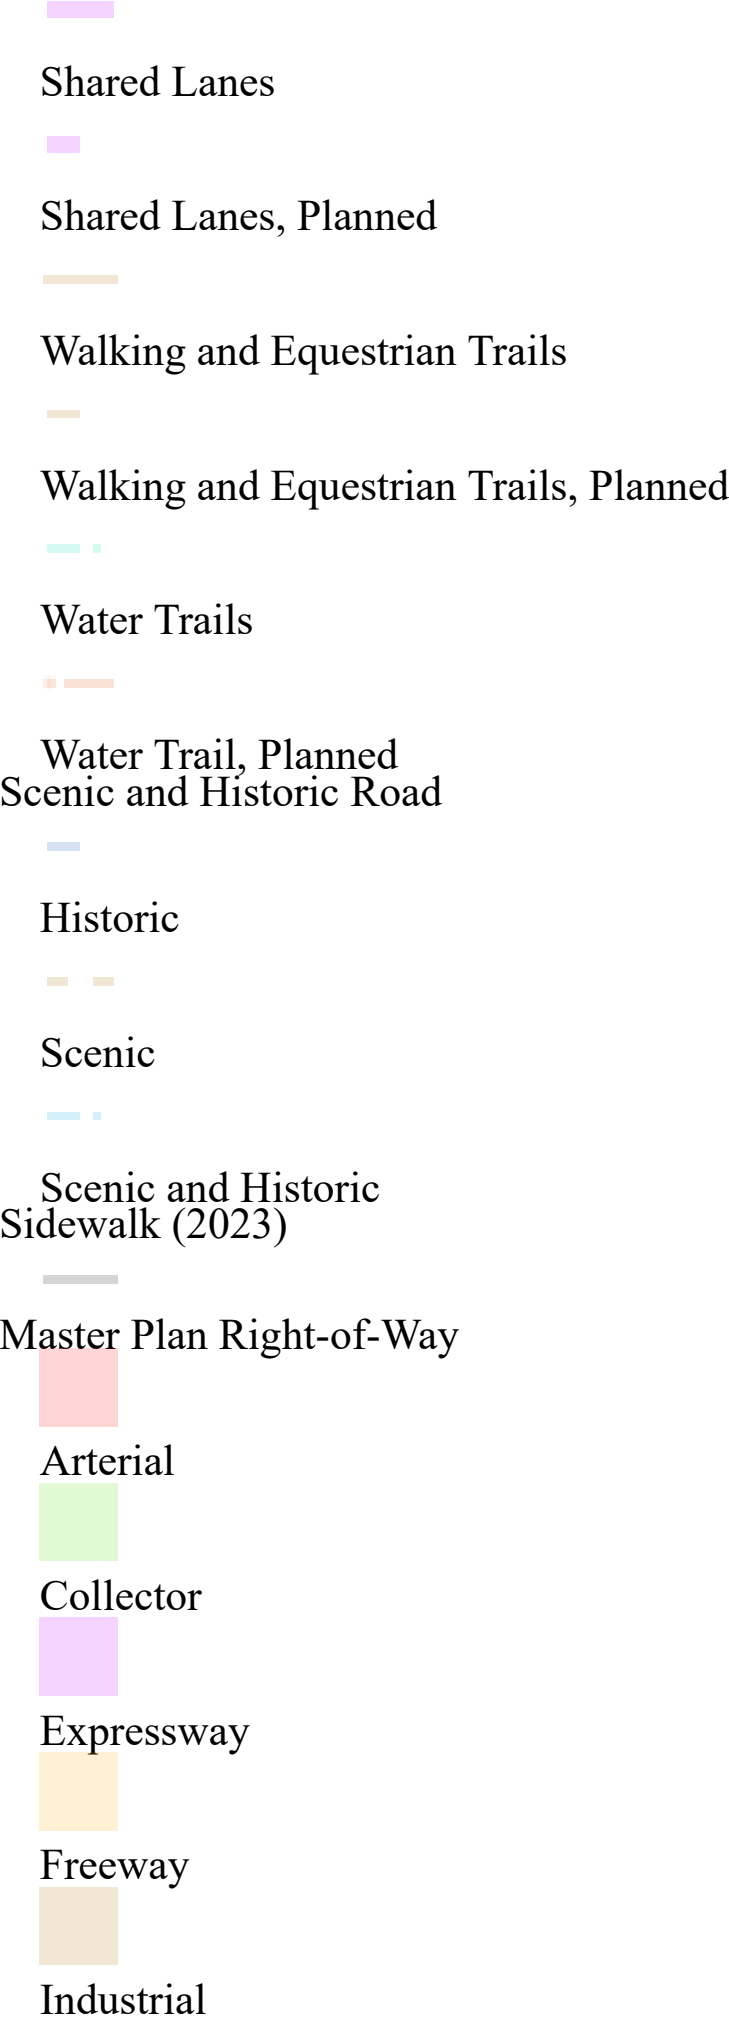 Shared Lanes
Shared Lanes, Planned
Walking and Equestrian Trails
Walking and Equestrian Trails, Planned
Water Trails
Water Trail, Planned
Scenic and Historic Road
Historic
Scenic
Scenic and Historic
Sidewalk (2023)
Master Plan Right-of-Way
Arterial
Collector
Expressway
Freeway
Industrial